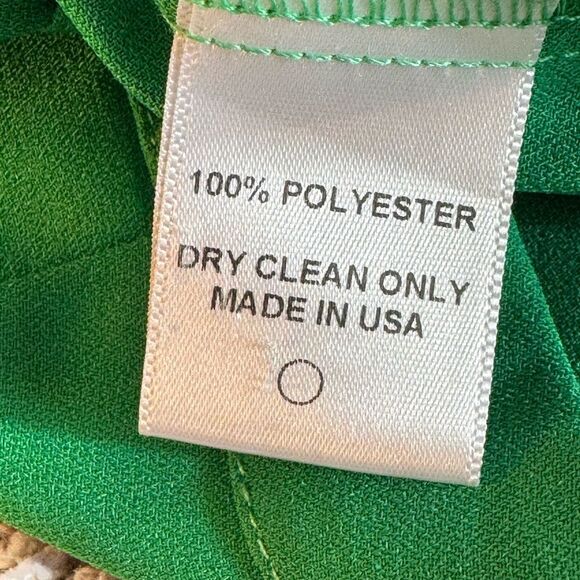 100% POLYESTER
DRY CLEAN ONLY
MADE IN USA